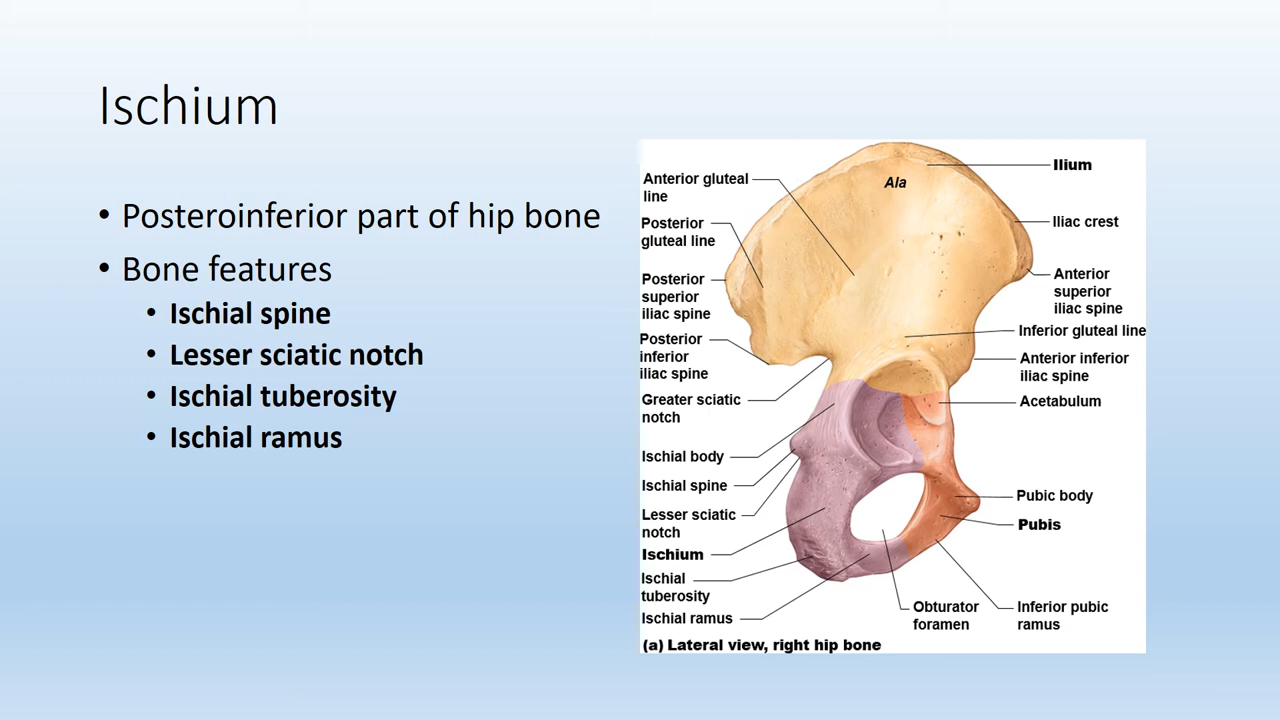 Ischium
• Posteroinferior part of hip bone
• Bone features
• Ischial spine
• Lesser sciatic notch
• Ischial tuberosity
• Ischial ramus
Anterior gluteal
line
Posterior
gluteal line
Posterior
superior
iliac spine
Posterior
inferior
iliac spine
Greater sciatic
notch
Ischial body
Ischial spine
Lesser sciatic
notch
Ischium
Ischial
tuberosity
Ischial ramus
Ala
Ilium
Iliac crest
Anterior
superior
iliac spine
Inferior gluteal line
Anterior inferior
iliac spine
Acetabulum
Pubic body
Pubis
Obturator
foramen
Inferior pubic
ramus
(a) Lateral view, right hip bone